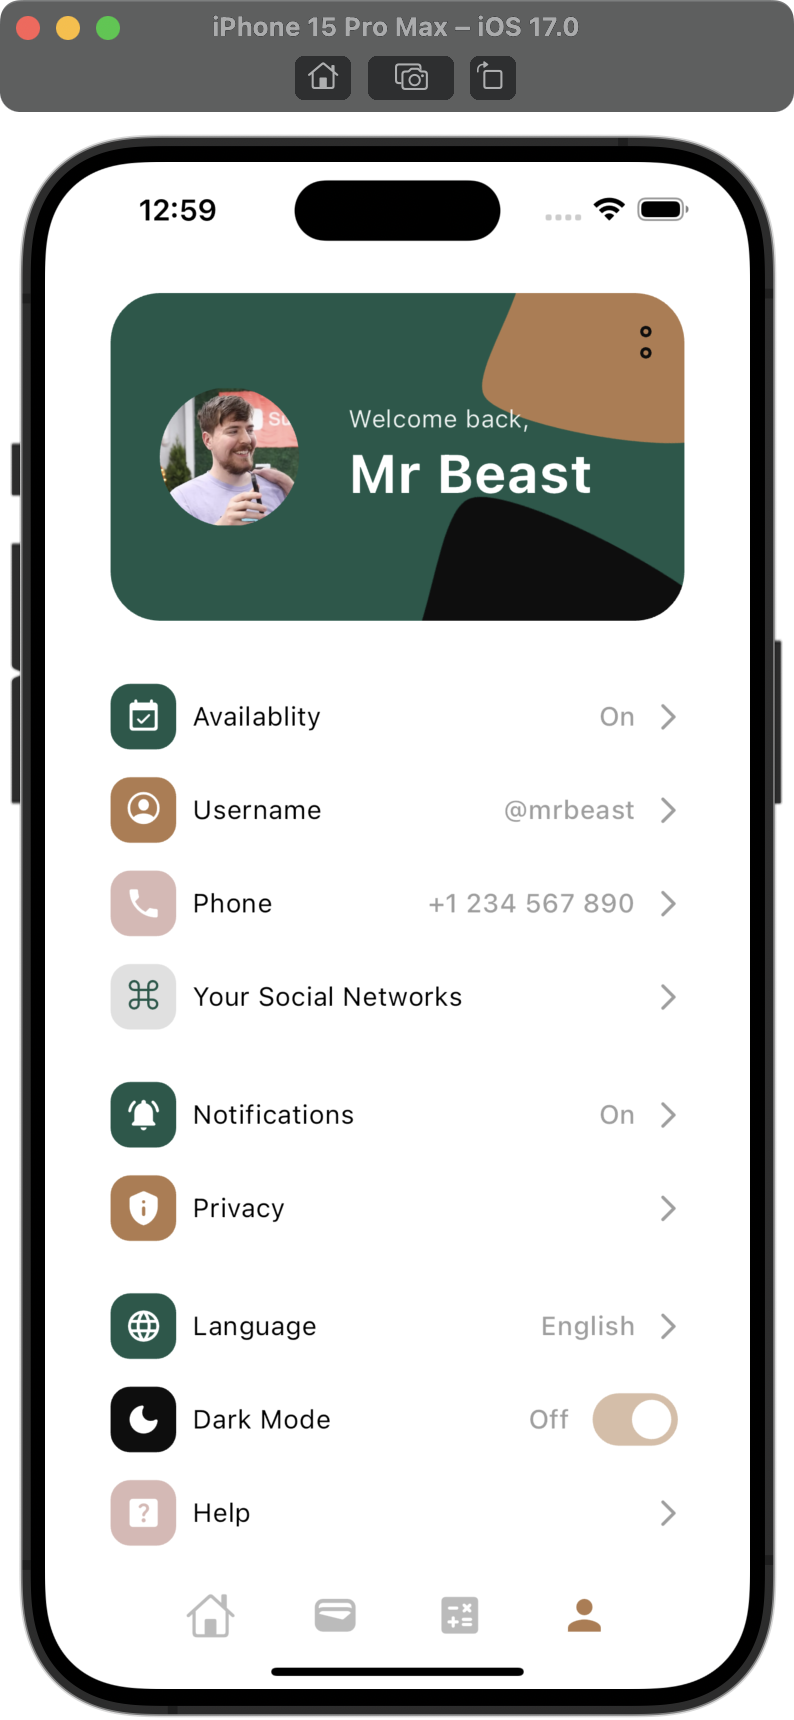 iPhone 15 Pro Max – iOS 17.0
12:59
Welcome back,
Mr Beast
Availablity On
Username @mrbeast
Phone +1 234 567 890
Your Social Networks
Notifications On
Privacy
Language English
Dark Mode Off
Help